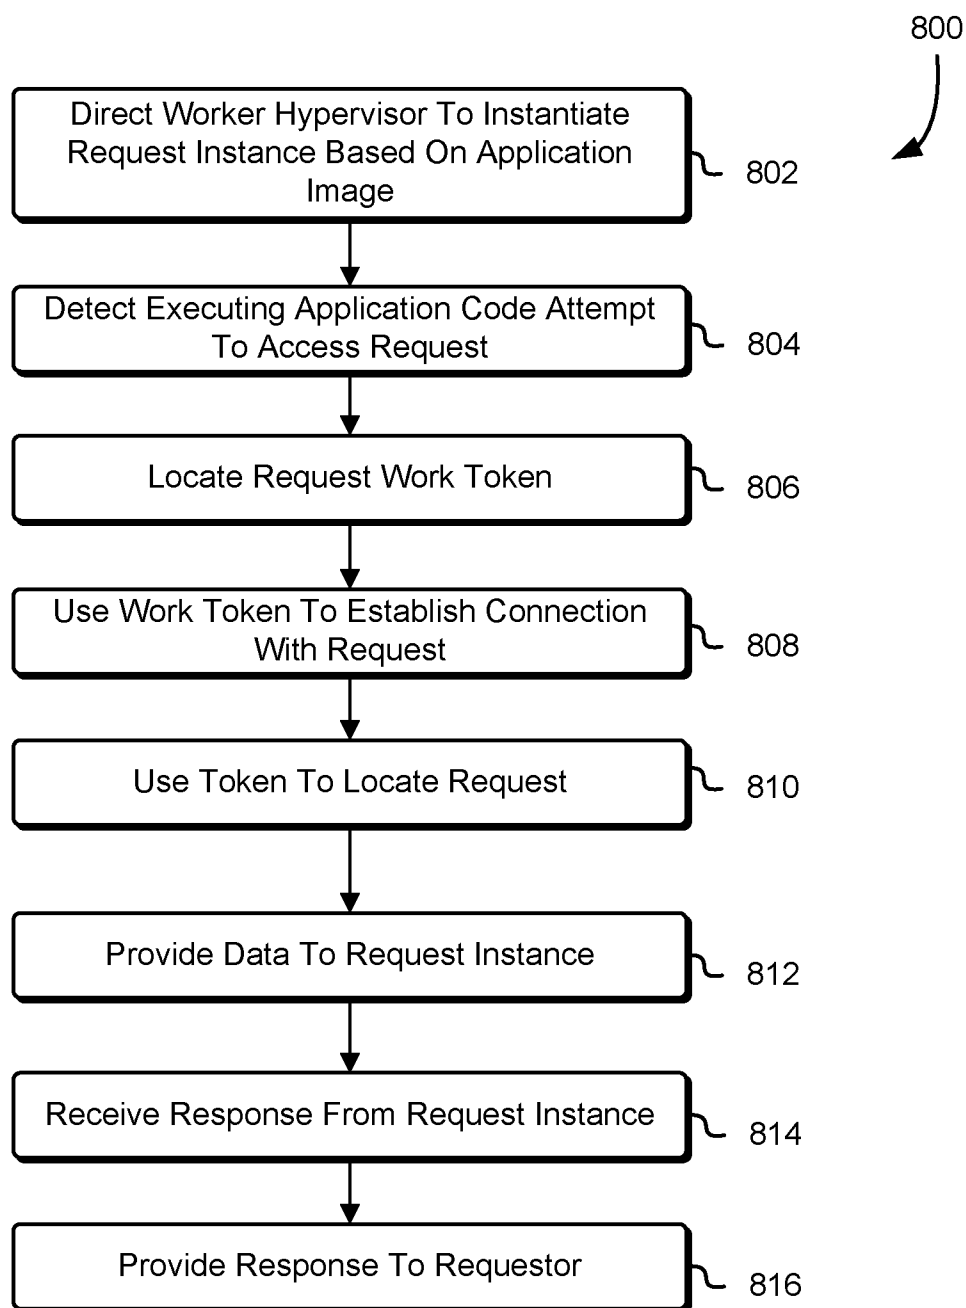 800
Direct Worker Hypervisor To Instantiate
Request Instance Based On Application
Image
802
Detect Executing Application Code Attempt
To Access Request
804
Locate Request Work Token
806
Use Work Token To Establish Connection
With Request
808
Use Token To Locate Request
810
Provide Data To Request Instance
812
Receive Response From Request Instance
814
Provide Response To Requestor
816